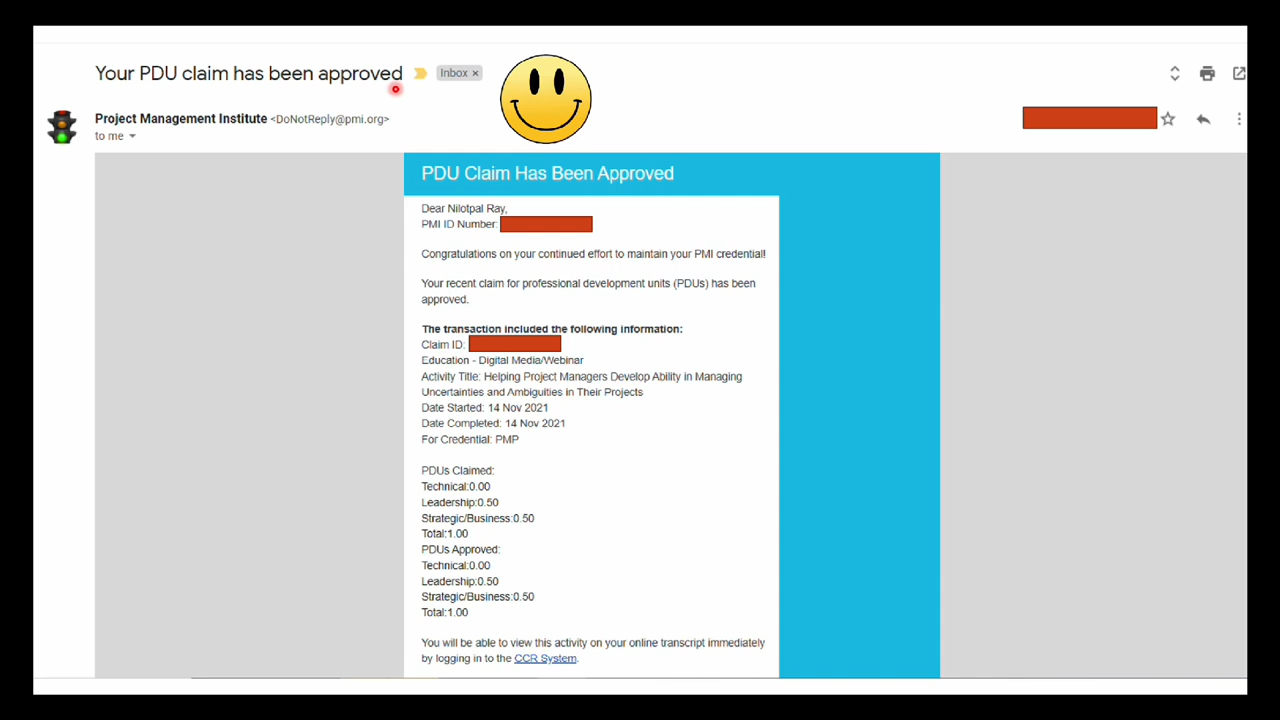 Your PDU claim has been approved
Inbox ×
Project Management Institute <DoNotReply@pmi.org>
to me
PDU Claim Has Been Approved
Dear Nilotpal Ray,
PMI ID Number:
Congratulations on your continued effort to maintain your PMI credential!
Your recent claim for professional development units (PDUs) has been
approved.
The transaction included the following information:
Claim ID:
Education - Digital Media/Webinar
Activity Title: Helping Project Managers Develop Ability in Managing
Uncertainties and Ambiguities in Their Projects
Date Started: 14 Nov 2021
Date Completed: 14 Nov 2021
For Credential: PMP
PDUs Claimed:
Technical:0.00
Leadership:0.50
Strategic/Business:0.50
Total:1.00
PDUs Approved:
Technical:0.00
Leadership:0.50
Strategic/Business:0.50
Total:1.00
You will be able to view this activity on your online transcript immediately
by logging in to the CCR System.